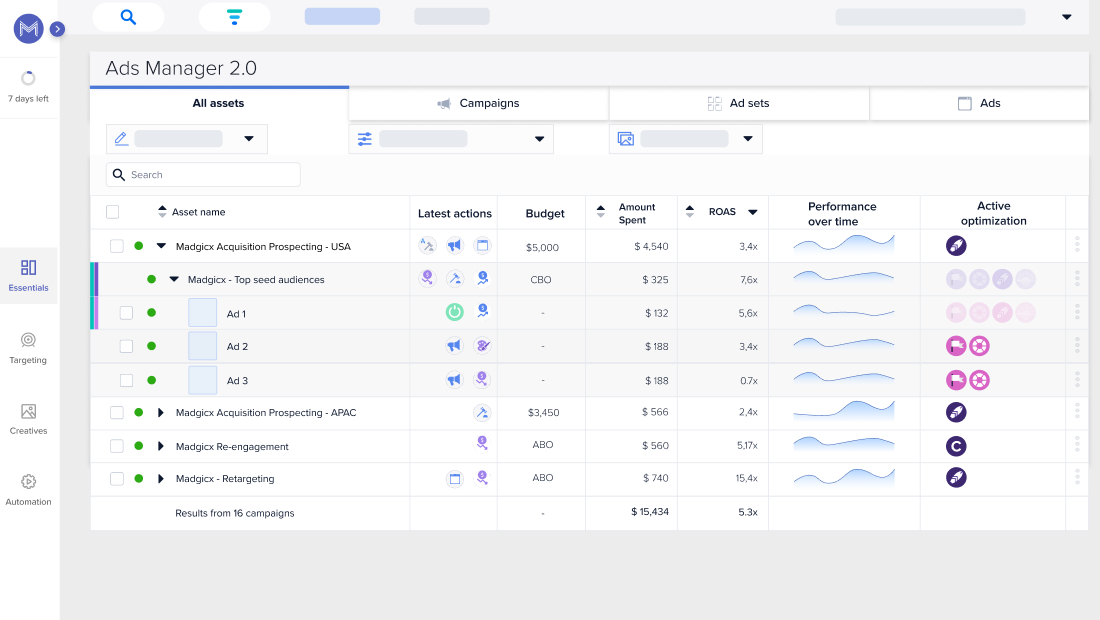 7 days left
Essentials
Targeting
Creatives
Automation
Ads Manager 2.0
All assets
Campaigns
Ad sets
Ads
Search
Asset name
Latest actions
Budget
Amount
Spent
ROAS
Performance
over time
Active
optimization
Madgicx Acquisition Prospecting - USA
$5,000
$ 4,540
3,4x
Madgicx - Top seed audiences
CBO
$ 325
7,6x
Ad 1
-
$ 132
5,6x
Ad 2
-
$ 188
3,4x
Ad 3
-
$ 188
0.7x
Madgicx Acquisition Prospecting - APAC
$3,450
$ 566
2,4x
Madgicx Re-engagement
ABO
$ 560
5,17x
C
Madgicx - Retargeting
ABO
$ 740
15,4x
Results from 16 campaigns
-
$ 15,434
5.3x